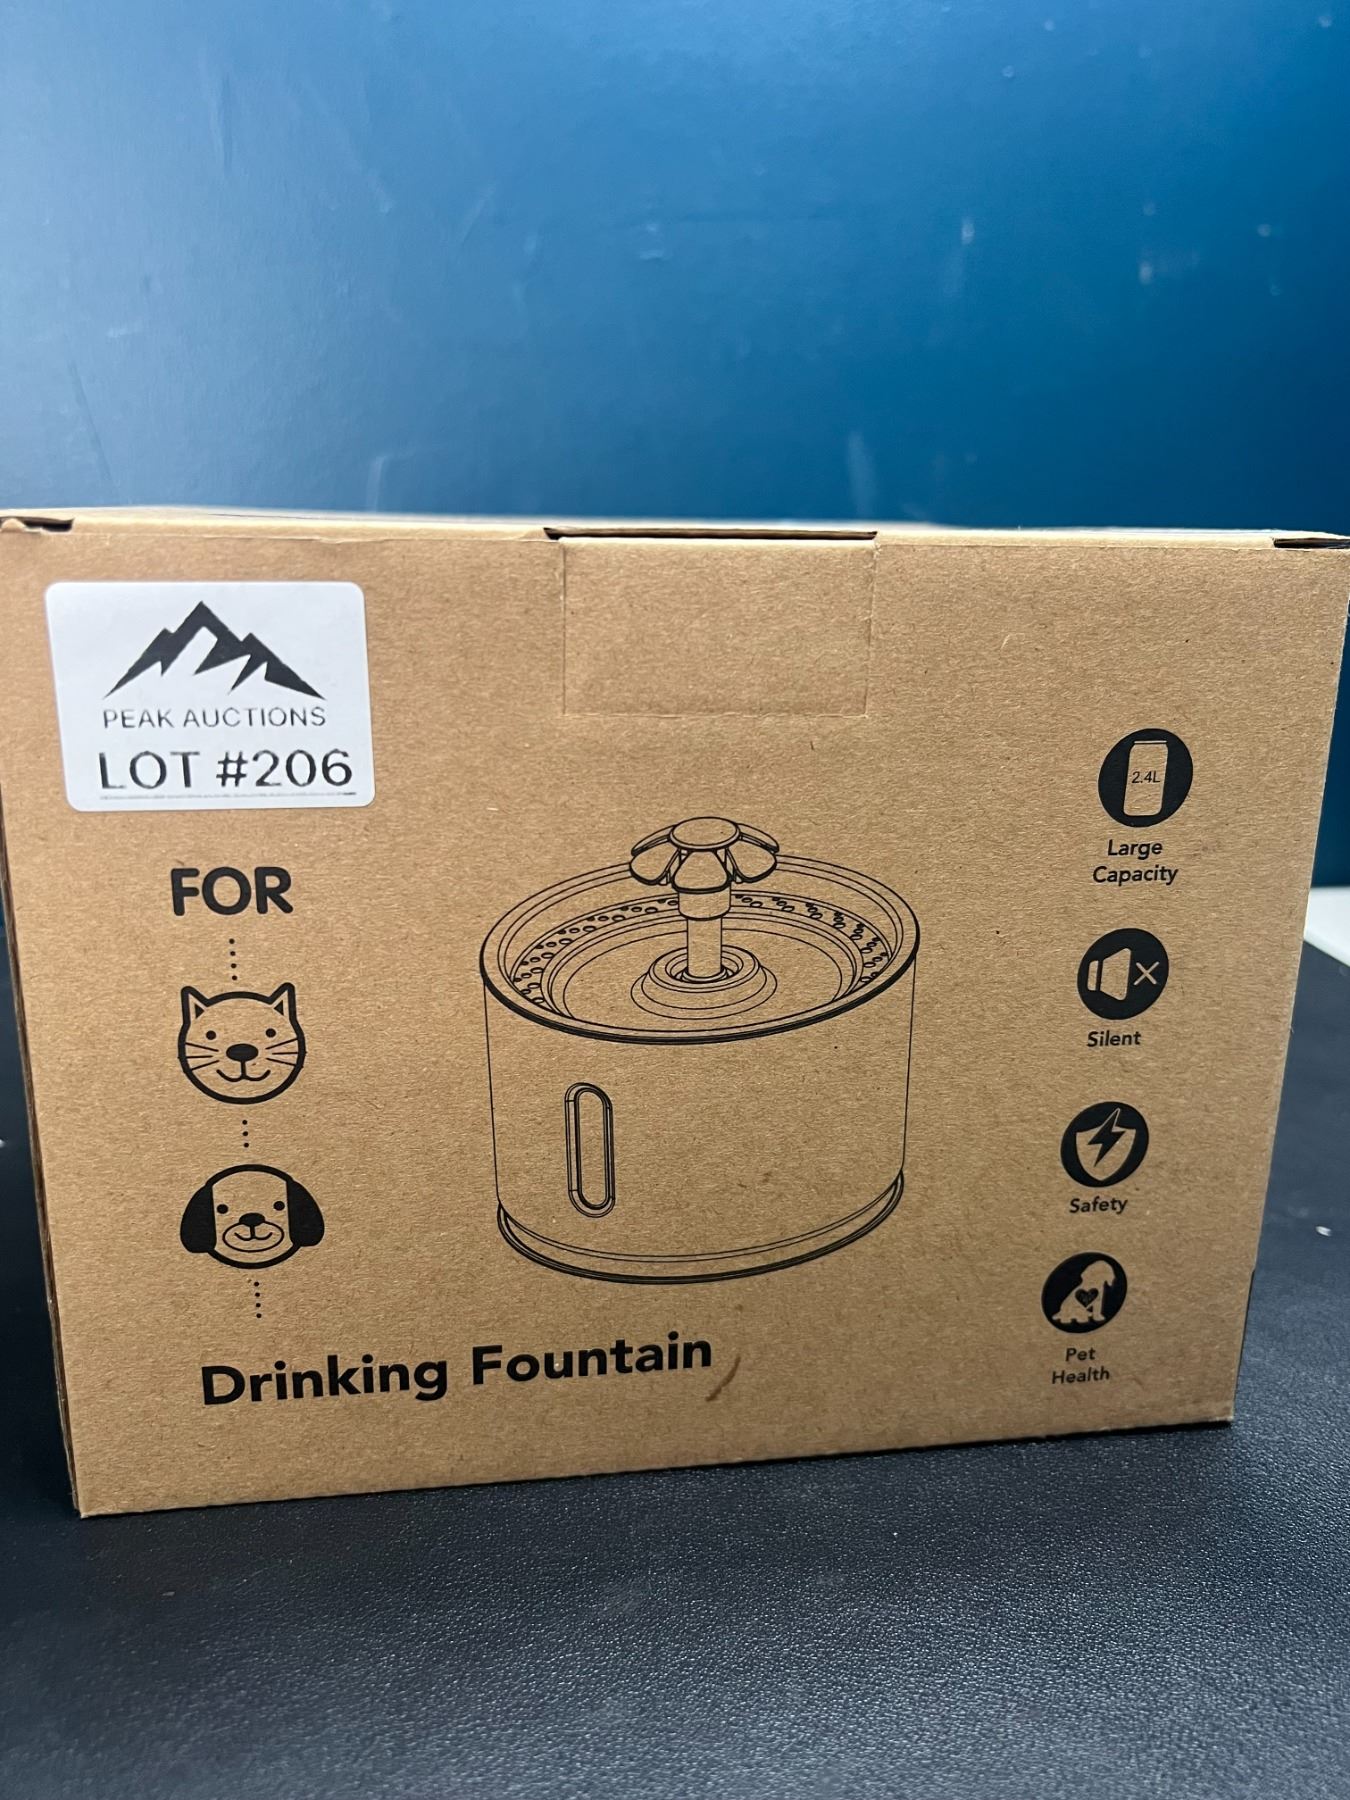 PEAK AUCTIONS
LOT #206
FOR
Drinking Fountain
2.4L
Large
Capacity
Silent
Safety
Pet
Health